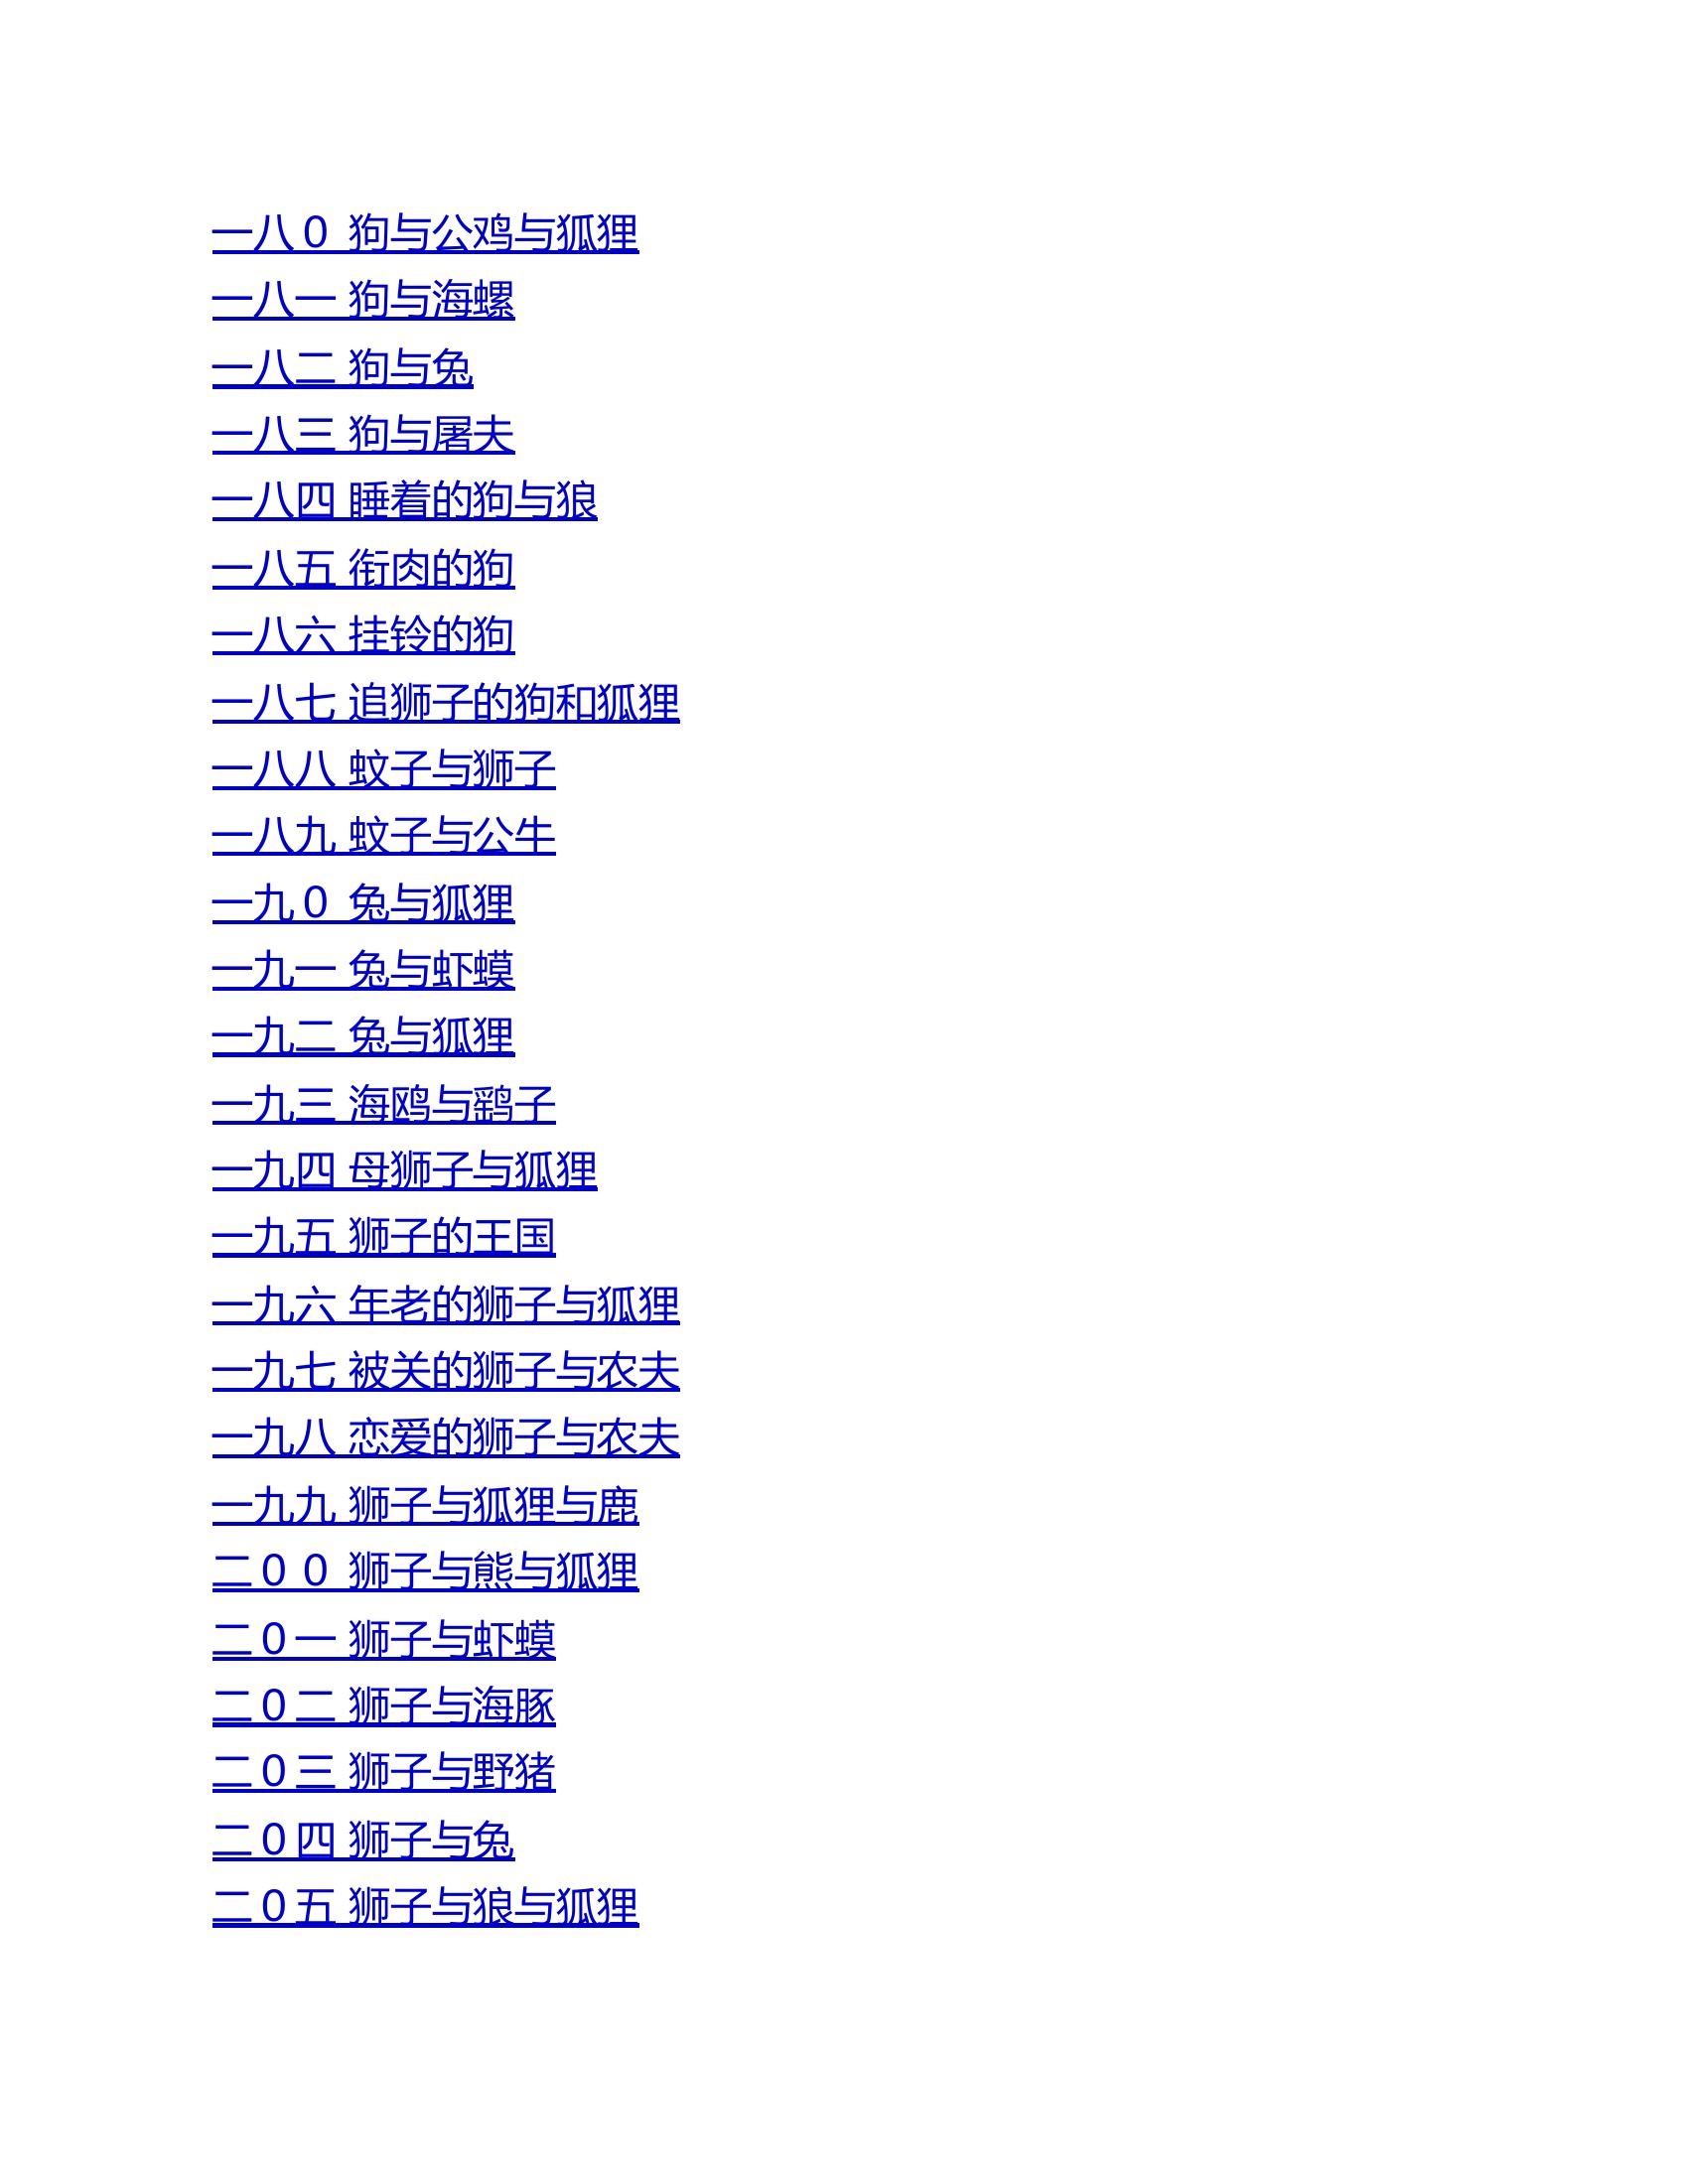 一八０ 狗与公鸡与狐狸
一八一 狗与海螺
一八二 狗与兔
一八三 狗与屠夫
一八四 睡着的狗与狼
一八五 衔肉的狗
一八六 挂铃的狗
一八七 追狮子的狗和狐狸
一八八 蚊子与狮子
一八九 蚊子与公牛
一九０ 兔与狐狸
一九一 兔与虾蟆
一九二 兔与狐狸
一九三 海鸥与鹞子
一九四 母狮子与狐狸
一九五 狮子的王国
一九六 年老的狮子与狐狸
一九七 被关的狮子与农夫
一九八 恋爱的狮子与农夫
一九九 狮子与狐狸与鹿
二００ 狮子与熊与狐狸
二０一 狮子与虾蟆
二０二 狮子与海豚
二０三 狮子与野猪
二０四 狮子与兔
二０五 狮子与狼与狐狸